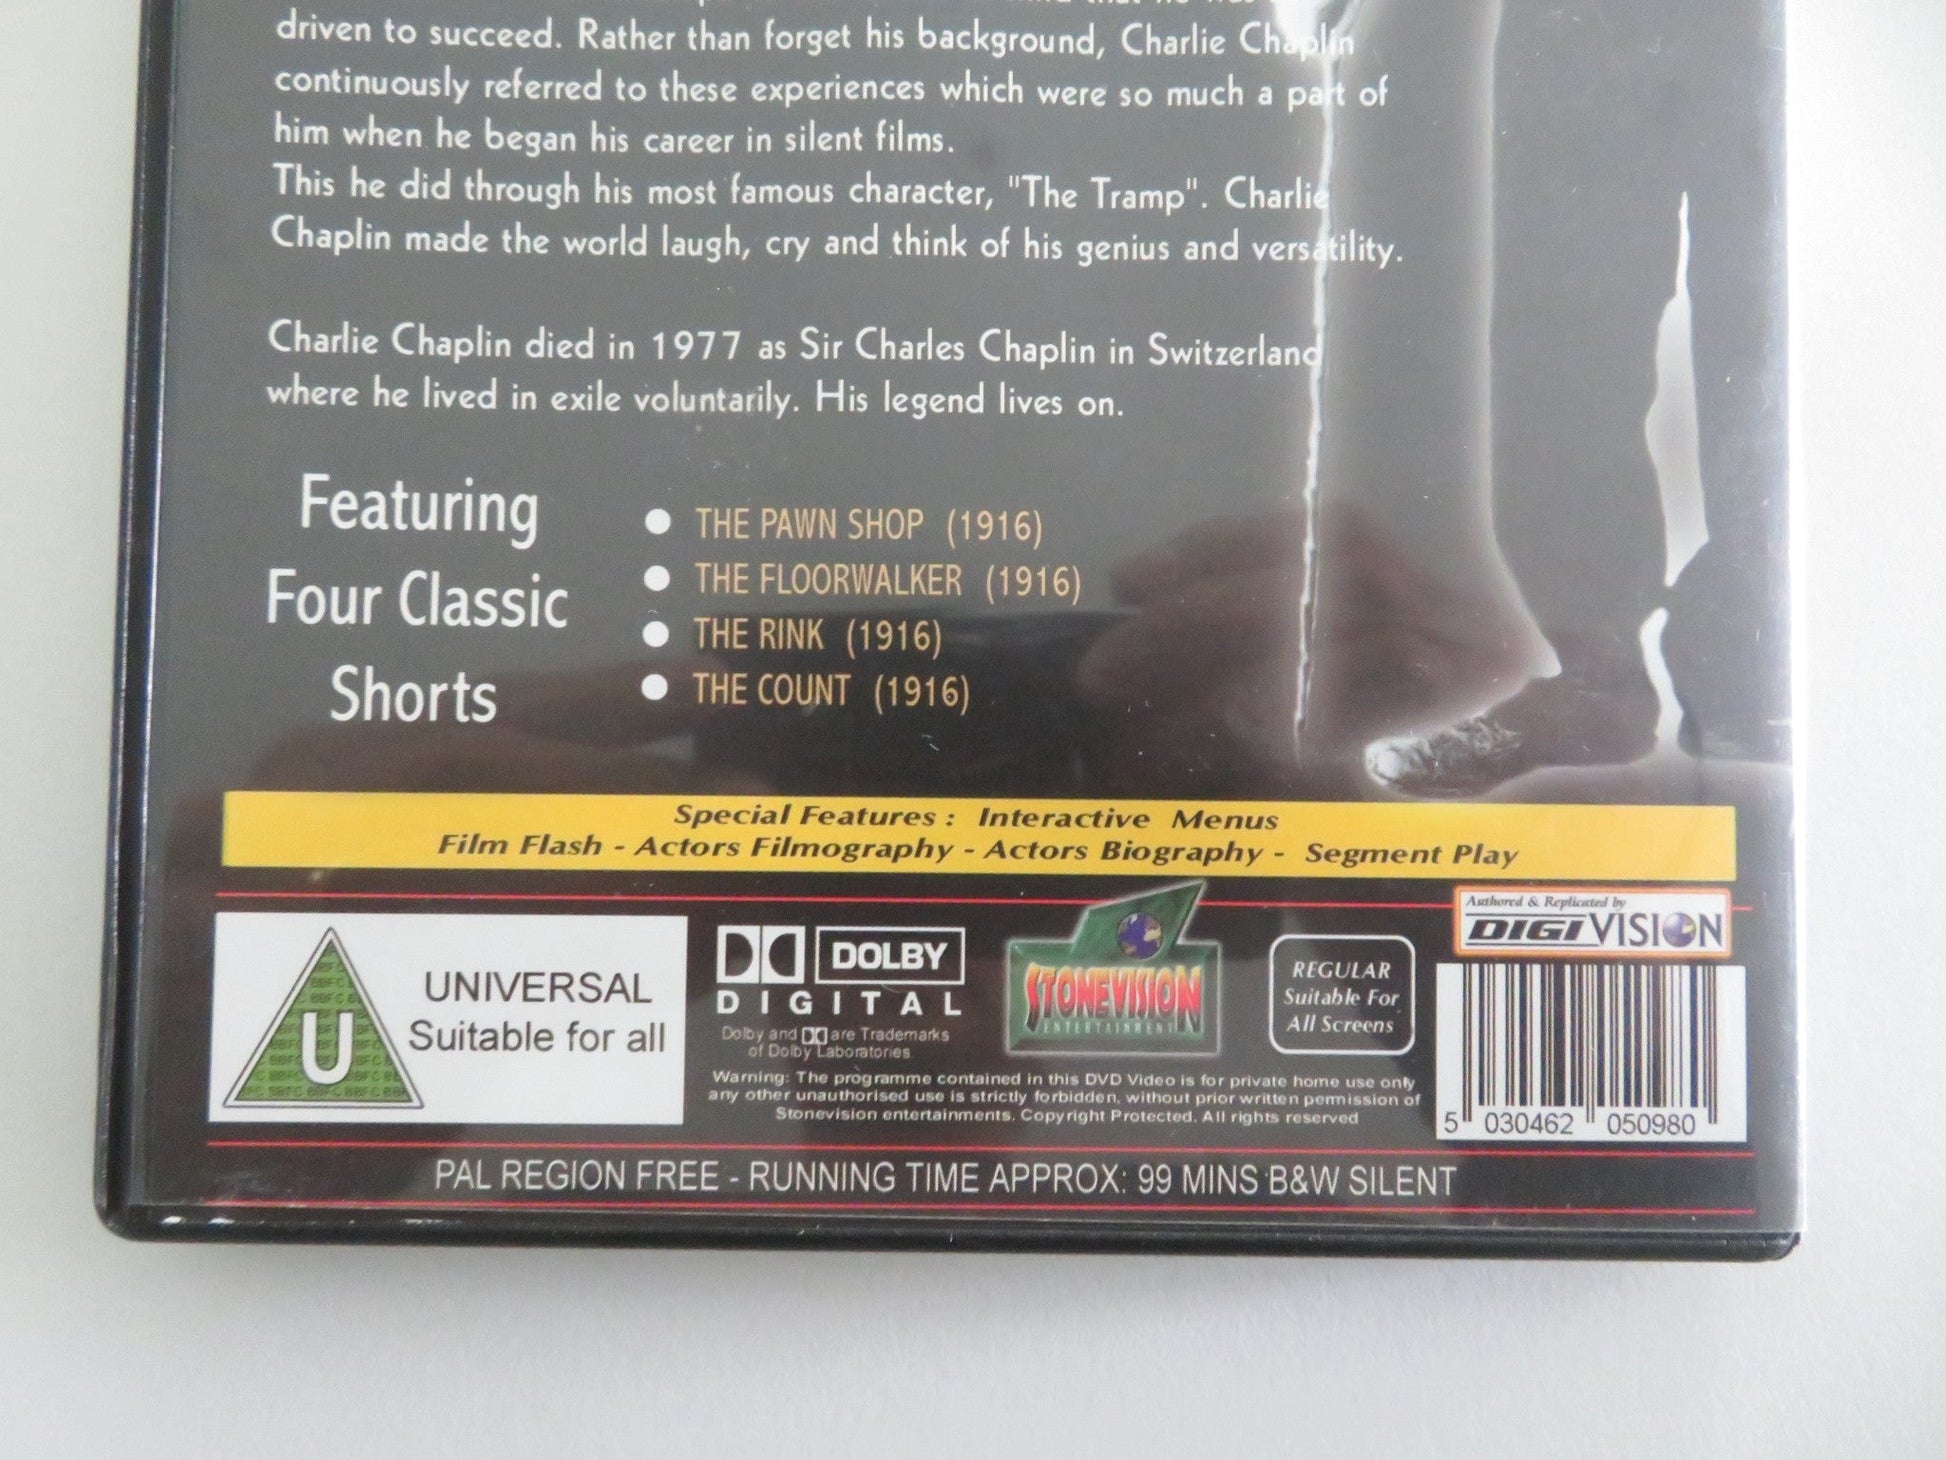 that he was
driven to succeed. Rather than forget his background, Charlie Chaplin
continuously referred to these experiences which were so much a part of
him when he began his career in silent films.
This he did through his most famous character, "The Tramp". Charlie
Chaplin made the world laugh, cry and think of his genius and versatility.
Charlie Chaplin died in 1977 as Sir Charles Chaplin in Switzerland
where he lived in exile voluntarily. His legend lives on.
Featuring
Four Classic
Shorts
● THE PAWN SHOP (1916)
● THE FLOORWALKER (1916)
● THE RINK (1916)
● THE COUNT (1916)
Special Features : Interactive Menus
Film Flash - Actors Filmography - Actors Biography - Segment Play
U
UNIVERSAL
Suitable for all
DOLBY
DIGITAL
Dolby and are Trademarks
of Dolby Laboratories.
STONEVISION
ENTERTAINMENT
REGULAR
Suitable For
All Screens
Authored & Replicated by
DIGIVISION
Warning: The programme contained in this DVD Video is for private home use only
any other unauthorised use is strictly forbidden, without prior written permission of
Stonevision entertainments. Copyright Protected. All rights reserved
5 030462 050980
PAL REGION FREE - RUNNING TIME APPROX: 99 MINS B&W SILENT